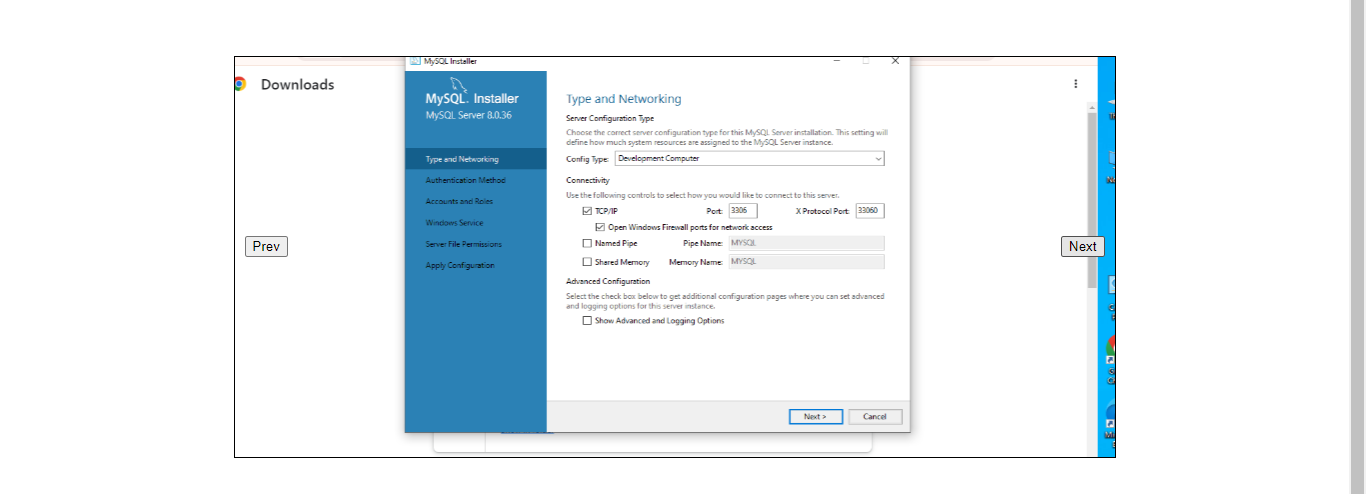 MySQL Installer
Downloads
MySQL. Installer
MySQL Server 8.0.36
Type and Networking
Authentication Method
Accounts and Roles
Windows Service
Server File Permissions
Apply Configuration
Type and Networking
Server Configuration Type
Choose the correct server configuration type for this MySQL Server installation. This setting will
define how much system resources are assigned to the MySQL Server instance.
Config Type: Development Computer
Connectivity
Use the following controls to select how you would like to connect to this server.
TCP/IP Port: 3306 X Protocol Port: 33060
Open Windows Firewall ports for network access
Named Pipe Pipe Name: MYSQL
Shared Memory Memory Name: MYSQL
Advanced Configuration
Select the check box below to get additional configuration pages where you can set advanced
and logging options for this server instance.
Show Advanced and Logging Options
Next > Cancel
Prev
Next